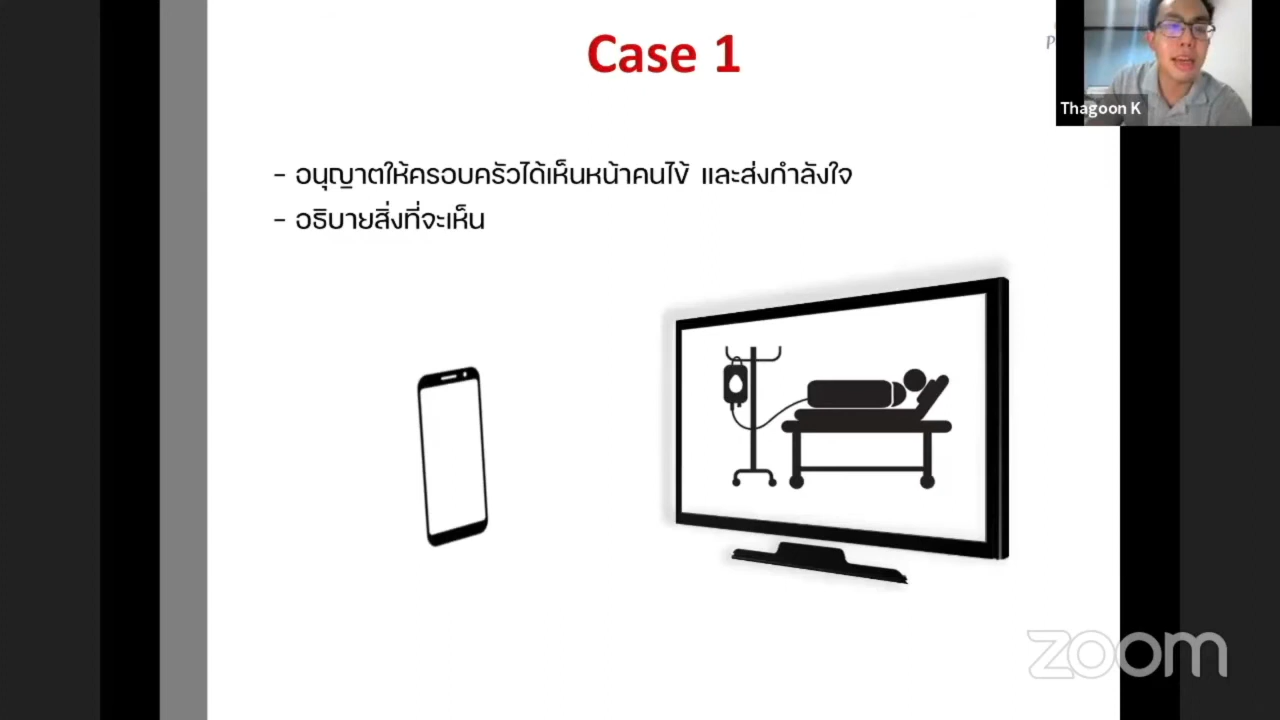 Case 1
Thagoon K
- อนุญาตให้ครอบครัวได้เห็นหน้าคนไข้ และส่งกำลังใจ
- อธิบายสิ่งที่จะเห็น
zoom